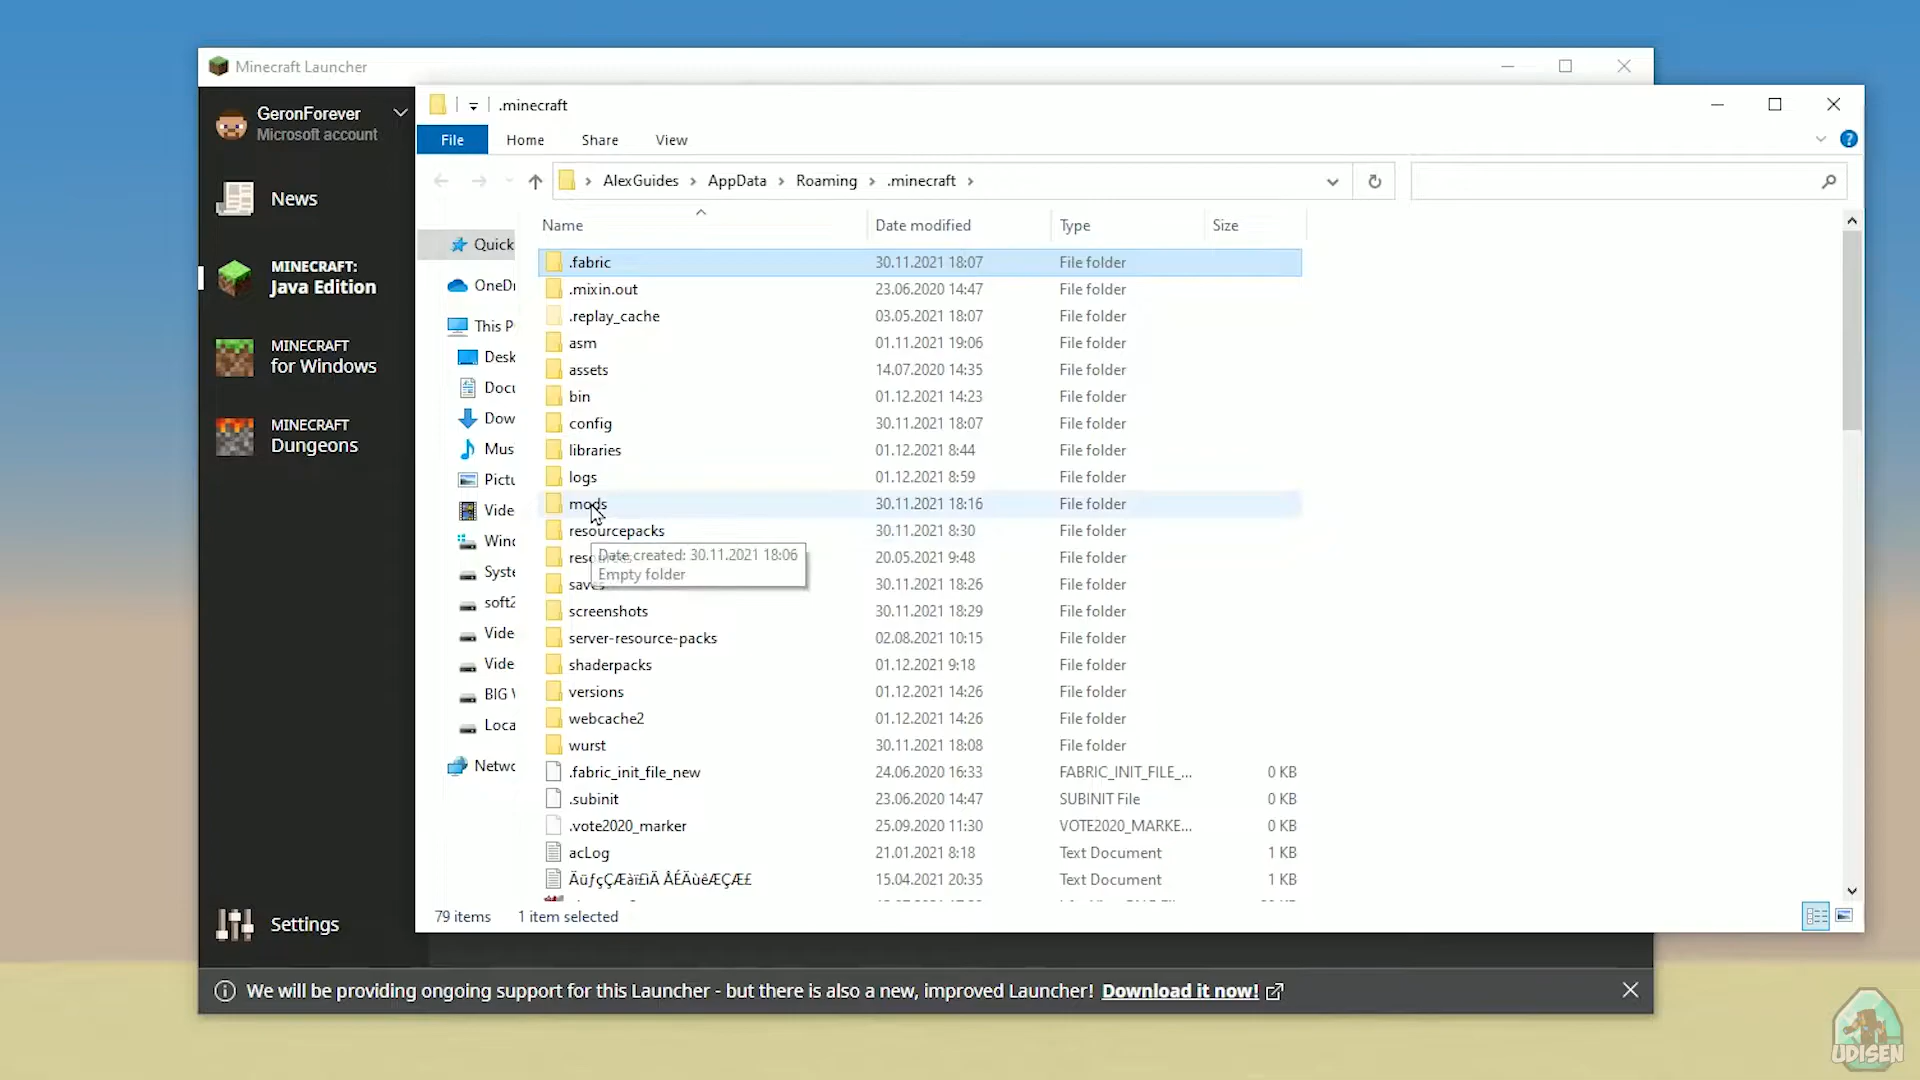 Minecraft Launcher
GeronForever
Microsoft account
News
MINECRAFT:
Java Edition
MINECRAFT
for Windows
MINECRAFT
Dungeons
Settings
.minecraft
File Home Share View
AlexGuides AppData Roaming .minecraft
Quick
OneDr
This P
Desk
Docu
Dow
Mus
Pictu
Vide
Wind
Syste
soft2
Vide
Vide
BIG
Loca
Netwo
Name Date modified Type Size
.fabric 30.11.2021 18:07 File folder
.mixin.out 23.06.2020 14:47 File folder
.replay_cache 03.05.2021 18:07 File folder
asm 01.11.2021 19:06 File folder
assets 14.07.2020 14:35 File folder
bin 01.12.2021 14:23 File folder
config 30.11.2021 18:07 File folder
libraries 01.12.2021 8:44 File folder
logs 01.12.2021 8:59 File folder
mods 30.11.2021 18:16 File folder
resourcepacks 30.11.2021 8:30 File folder
resources 20.05.2021 9:48 File folder
Date created: 30.11.2021 18:06
Empty folder
saves 30.11.2021 18:26 File folder
screenshots 30.11.2021 18:29 File folder
server-resource-packs 02.08.2021 10:15 File folder
shaderpacks 01.12.2021 9:18 File folder
versions 01.12.2021 14:26 File folder
webcache2 01.12.2021 14:26 File folder
wurst 30.11.2021 18:08 File folder
.fabric_init_file_new 24.06.2020 16:33 FABRIC_INIT_FILE_... 0 KB
.subinit 23.06.2020 14:47 SUBINIT File 0 KB
.vote2020_marker 25.09.2020 11:30 VOTE2020_MARKE... 0 KB
acLog 21.01.2021 8:18 Text Document 1 KB
15.04.2021 20:35 Text Document 1 KB
79 items 1 item selected
We will be providing ongoing support for this Launcher - but there is also a new, improved Launcher! Download it now!
UDISEN